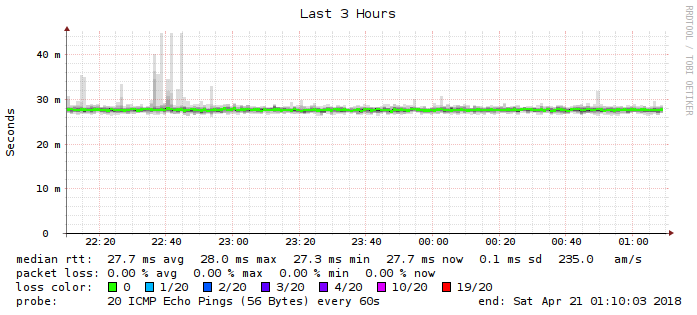 Last 3 Hours
RRDTOOL / TOBI OETIKER
Seconds
40 m
30 m
20 m
10 m
0
22:20 22:40 23:00 23:20 23:40 00:00 00:20 00:40 01:00
median rtt: 27.7 ms avg 28.0 ms max 27.3 ms min 27.7 ms now 0.1 ms sd 235.0 am/s
packet loss: 0.00 % avg 0.00 % max 0.00 % min 0.00 % now
loss color: 0 1/20 2/20 3/20 4/20 10/20 19/20
probe: 20 ICMP Echo Pings (56 Bytes) every 60s end: Sat Apr 21 01:10:03 2018